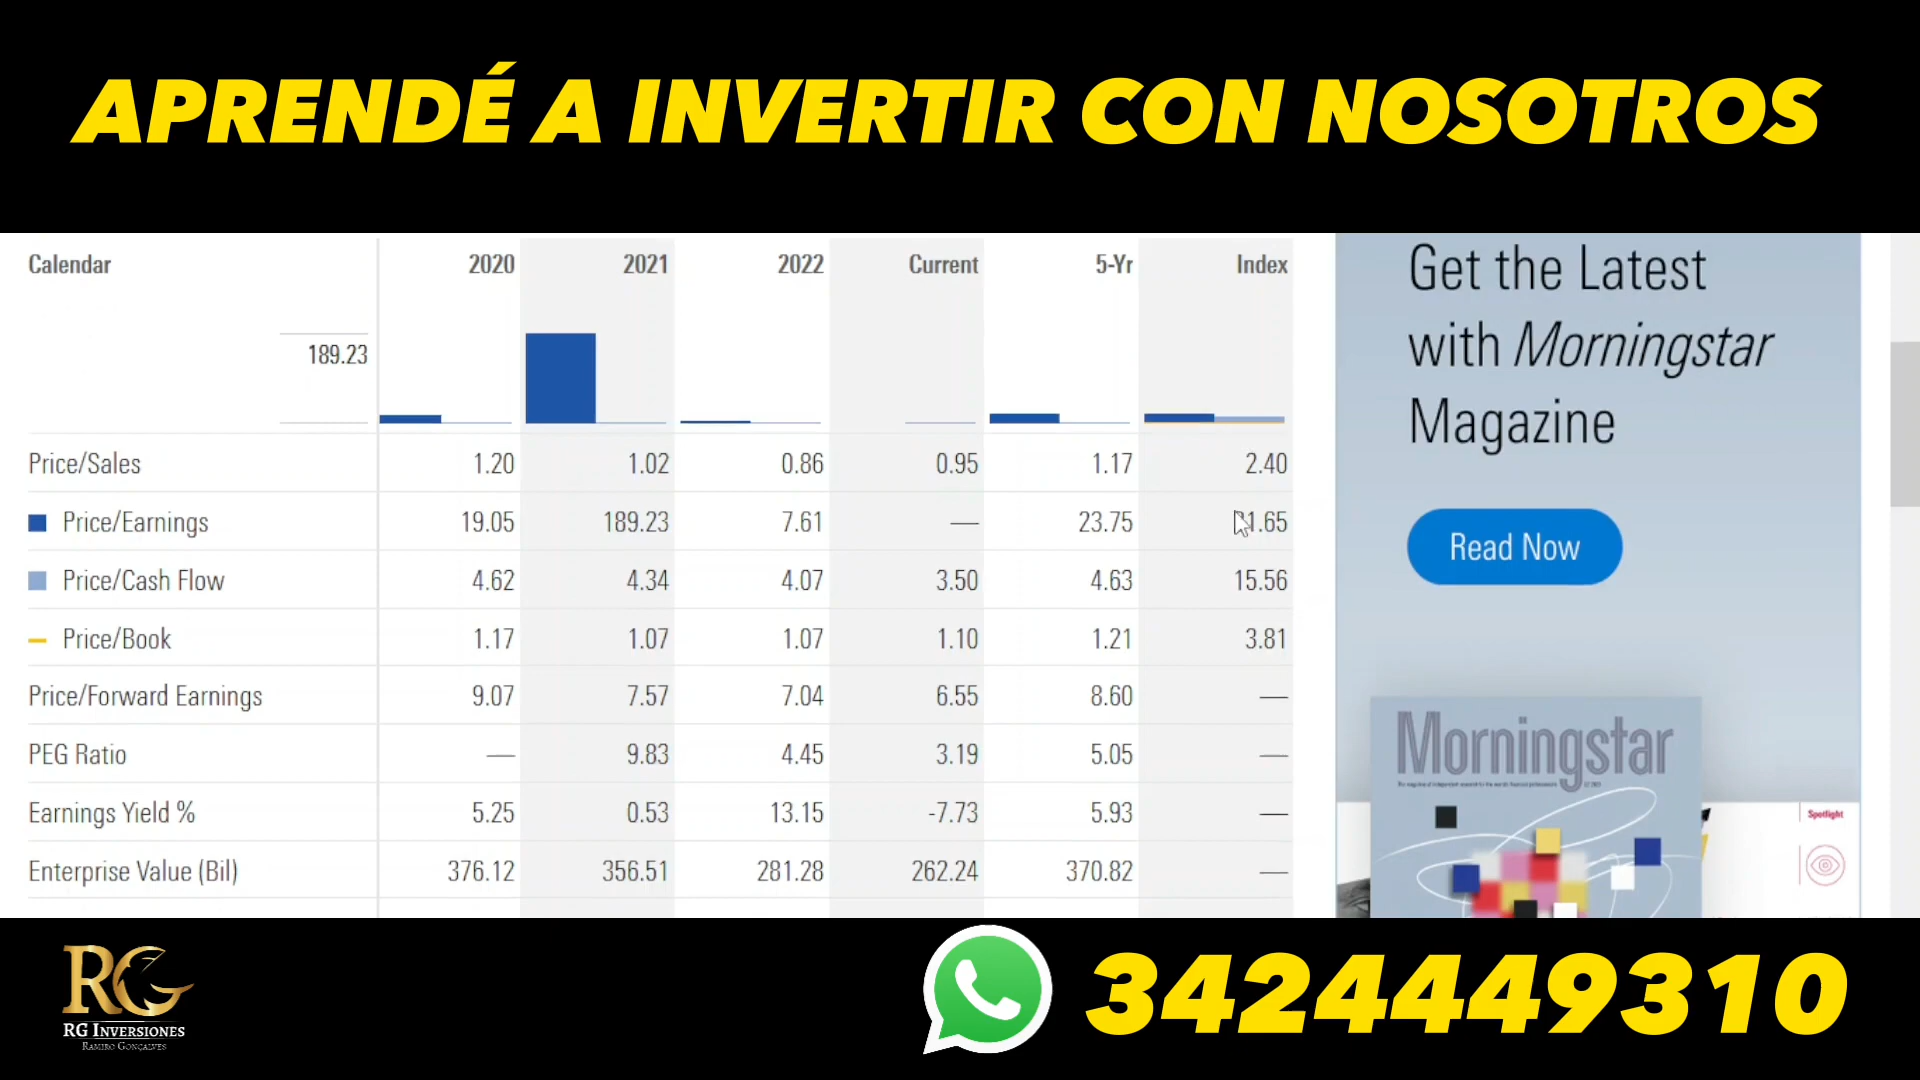 APRENDÉ A INVERTIR CON NOSOTROS
Calendar 2020 2021 2022 Current 5-Yr Index
189.23
Price/Sales 1.20 1.02 0.86 0.95 1.17 2.40
Price/Earnings 19.05 189.23 7.61 — 23.75
Price/Cash Flow 4.62 4.34 4.07 3.50 4.63 15.56
Price/Book 1.17 1.07 1.07 1.10 1.21 3.81
Price/Forward Earnings 9.07 7.57 7.04 6.55 8.60 —
PEG Ratio — 9.83 4.45 3.19 5.05 —
Earnings Yield % 5.25 0.53 13.15 -7.73 5.93 —
Enterprise Value (Bil) 376.12 356.51 281.28 262.24 370.82 —
Get the Latest
with Morningstar
Magazine
Read Now
Morningstar
Spotlight
RG
RG INVERSIONES
RAMIRO GONÇALVES
3424449310